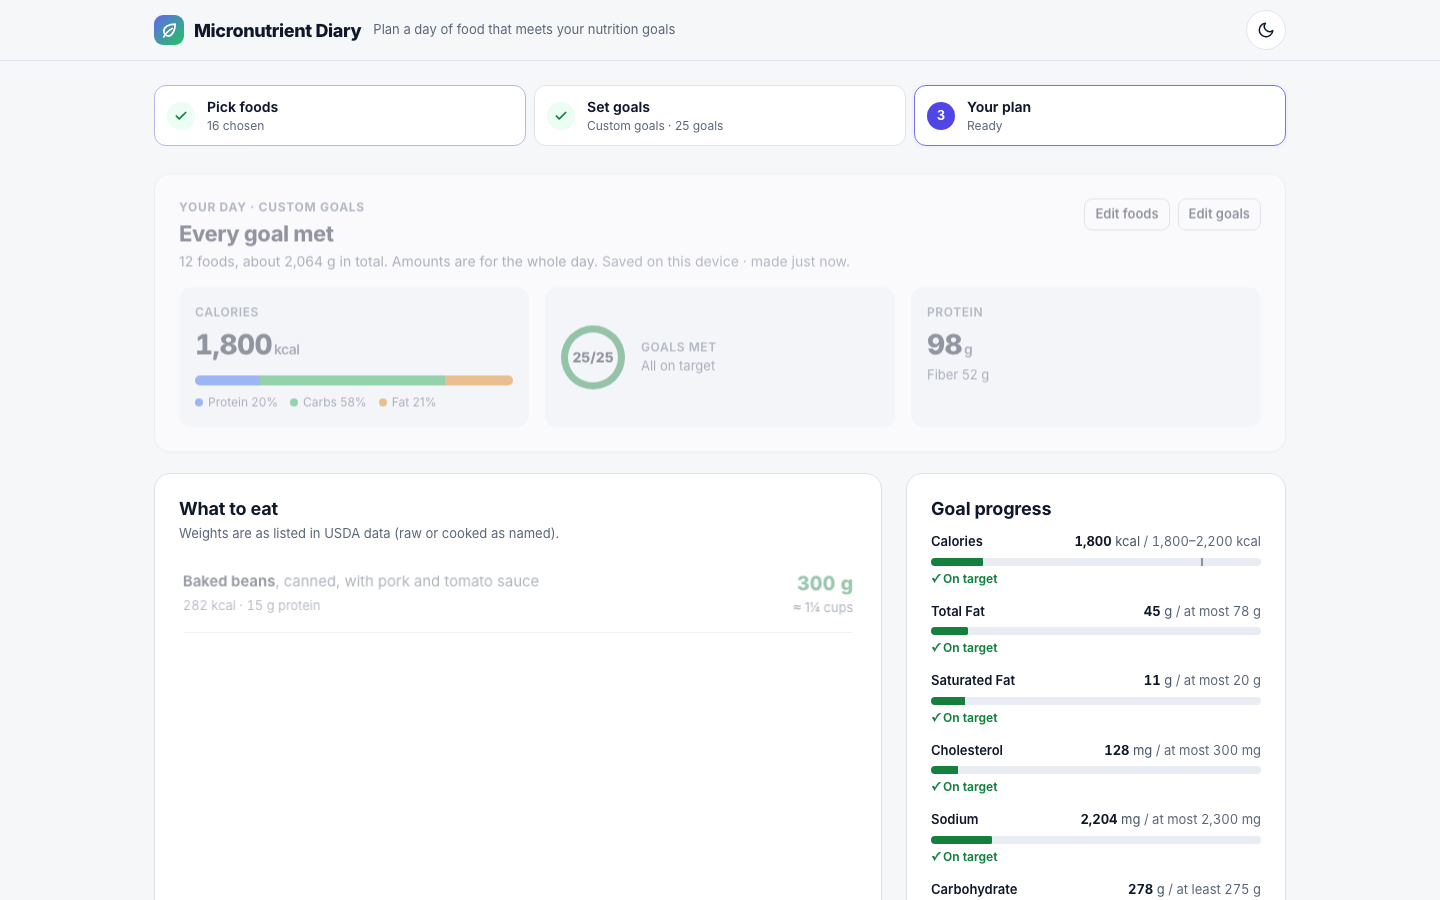 Micronutrient Diary
Plan a day of food that meets your nutrition goals
Pick foods
16 chosen
Set goals
Custom goals · 25 goals
3
Your plan
Ready
YOUR DAY · CUSTOM GOALS
Every goal met
12 foods, about 2,064 g in total. Amounts are for the whole day. Saved on this device · made just now.
Edit foods
Edit goals
CALORIES
1,800 kcal
Protein 20%
Carbs 58%
Fat 21%
25/25
GOALS MET
All on target
PROTEIN
98 g
Fiber 52 g
What to eat
Weights are as listed in USDA data (raw or cooked as named).
Baked beans, canned, with pork and tomato sauce
300 g
282 kcal · 15 g protein
≈ 1¼ cups
Goal progress
Calories
1,800 kcal / 1,800–2,200 kcal
✓ On target
Total Fat
45 g / at most 78 g
✓ On target
Saturated Fat
11 g / at most 20 g
✓ On target
Cholesterol
128 mg / at most 300 mg
✓ On target
Sodium
2,204 mg / at most 2,300 mg
✓ On target
Carbohydrate
278 g / at least 275 g